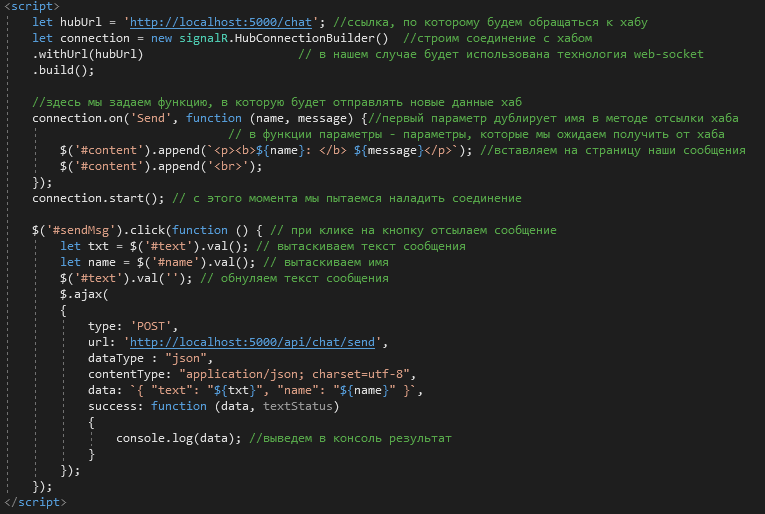 <script>
let hubUrl = 'http://localhost:5000/chat'; //ссылка, по которому будем обращаться к хабу
let connection = new signalR.HubConnectionBuilder() //строим соединение с хабом
.withUrl(hubUrl) // в нашем случае будет использована технология web-socket
.build();
//здесь мы задаем функцию, в которую будет отправлять новые данные хаб
connection.on('Send', function (name, message) {//первый параметр дублирует имя в методе отсылки хаба
// в функции параметры - параметры, которые мы ожидаем получить от хаба
$('#content').append(`<p><b>${name}: </b> ${message}</p>`); //вставляем на страницу наши сообщения
$('#content').append('<br>');
});
connection.start(); // с этого момента мы пытаемся наладить соединение
$('#sendMsg').click(function () { // при клике на кнопку отсылаем сообщение
let txt = $('#text').val(); // вытаскиваем текст сообщения
let name = $('#name').val(); // вытаскиваем имя
$('#text').val(''); // обнуляем текст сообщения
$.ajax(
{
type: 'POST',
url: 'http://localhost:5000/api/chat/send',
dataType : "json",
contentType: "application/json; charset=utf-8",
data: `{ "text": "${txt}", "name": "${name}" }`,
success: function (data, textStatus)
{
console.log(data); //выведем в консоль результат
}
});
});
</script>